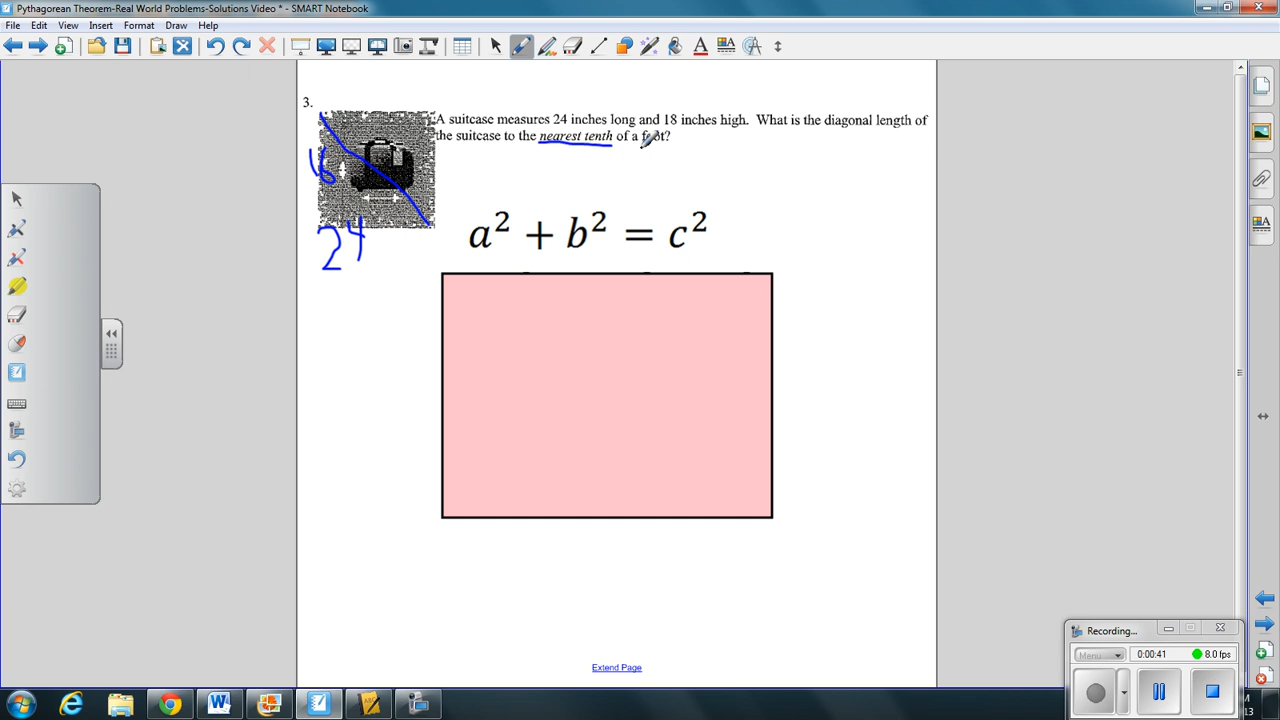 Pythagorean Theorem-Real World Problems-Solutions Video * - SMART Notebook
File Edit View Insert Format Draw Help
3.
A suitcase measures 24 inches long and 18 inches high. What is the diagonal length of
the suitcase to the nearest tenth of a foot?
24
a² + b² = c²
Extend Page
Recording...
Menu
0:00:41
8.0 fps